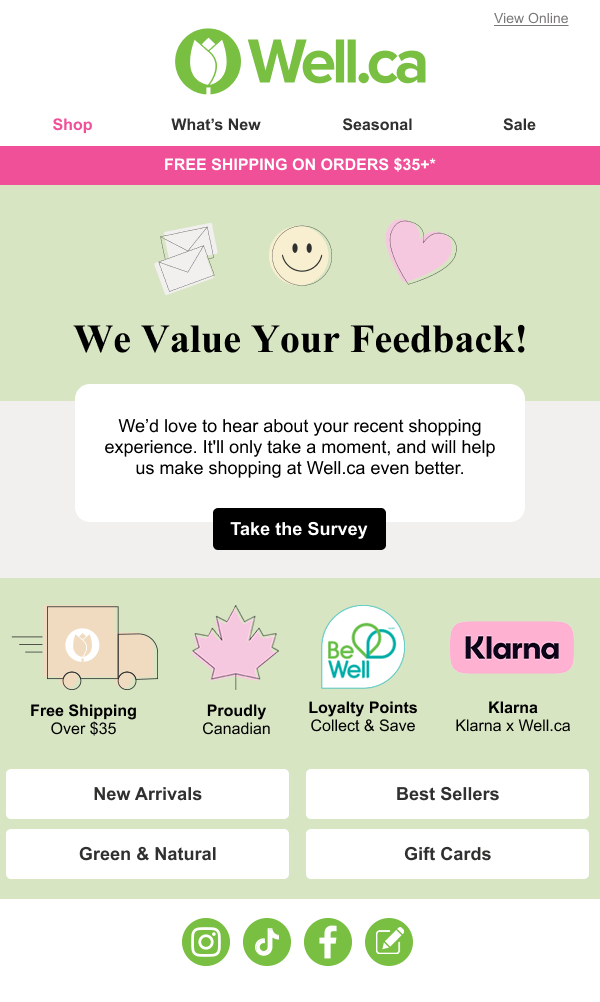 View Online
Well.ca
Shop What's New Seasonal Sale
FREE SHIPPING ON ORDERS $35+*
We Value Your Feedback!
We’d love to hear about your recent shopping
experience. It'll only take a moment, and will help
us make shopping at Well.ca even better.
Take the Survey
Be
Well
Klarna
Free Shipping
Over $35
Proudly
Canadian
Loyalty Points
Collect & Save
Klarna
Klarna x Well.ca
New Arrivals
Best Sellers
Green & Natural
Gift Cards